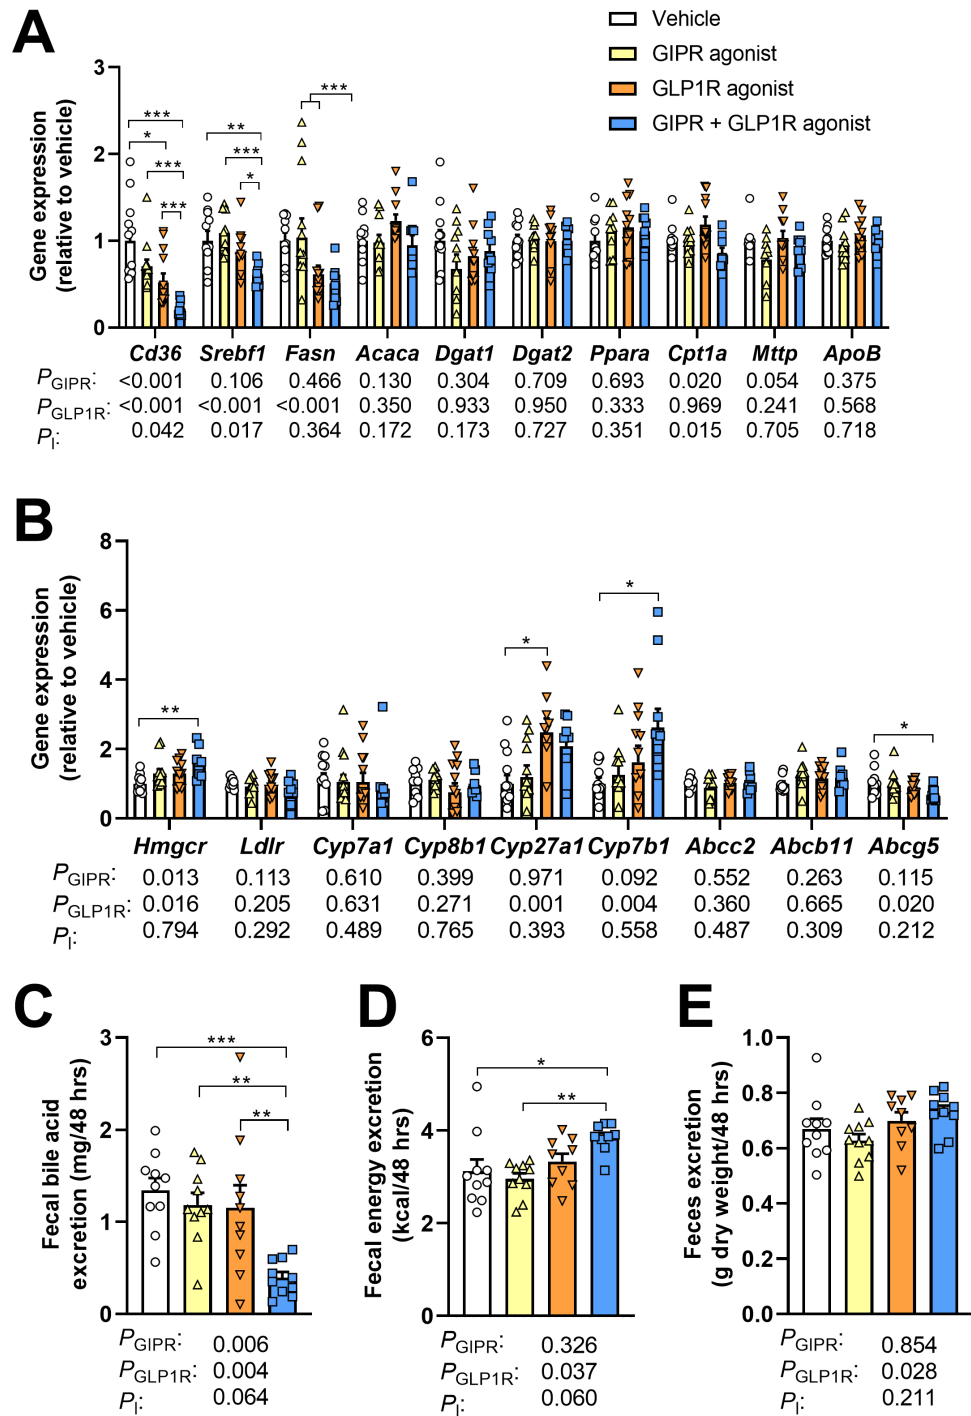 A
Vehicle
GIPR agonist
GLP1R agonist
GIPR + GLP1R agonist
Gene expression
(relative to vehicle)
3
2
1
0
*** * *** *** ** *** * ***
Cd36 Srebf1 Fasn Acaca Dgat1 Dgat2 Ppara Cpt1a Mttp ApoB
PGIPR: <0.001 0.106 0.466 0.130 0.304 0.709 0.693 0.020 0.054 0.375
PGLP1R: <0.001 <0.001 <0.001 0.350 0.933 0.950 0.333 0.969 0.241 0.568
PI: 0.042 0.017 0.364 0.172 0.173 0.727 0.351 0.015 0.705 0.718
B
Gene expression
(relative to vehicle)
8
6
4
2
0
** * * *
Hmgcr Ldlr Cyp7a1 Cyp8b1 Cyp27a1 Cyp7b1 Abcc2 Abcb11 Abcg5
PGIPR: 0.013 0.113 0.610 0.399 0.971 0.092 0.552 0.263 0.115
PGLP1R: 0.016 0.205 0.631 0.271 0.001 0.004 0.360 0.665 0.020
PI: 0.794 0.292 0.489 0.765 0.393 0.558 0.487 0.309 0.212
C
Fecal bile acid
excretion (mg/48 hrs)
3
2
1
0
***
**
**
PGIPR: 0.006
PGLP1R: 0.004
PI: 0.064
D
Fecal energy excretion
(kcal/48 hrs)
6
4
2
0
*
**
PGIPR: 0.326
PGLP1R: 0.037
PI: 0.060
E
Feces excretion
(g dry weight/48 hrs)
1.0
0.8
0.6
0.4
0.2
0.0
PGIPR: 0.854
PGLP1R: 0.028
PI: 0.211